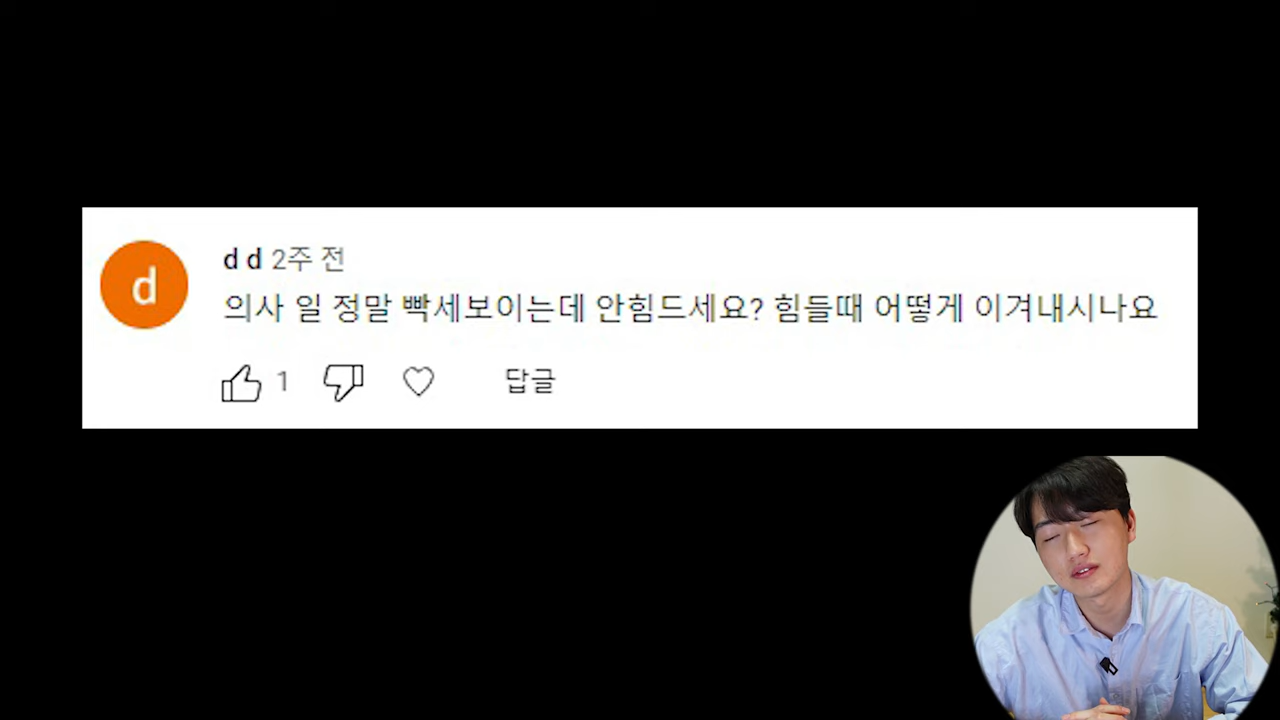 d
d d 2주 전
의사 일 정말 빡세보이는데 안힘드세요? 힘들때 어떻게 이겨내시나요
1
답글